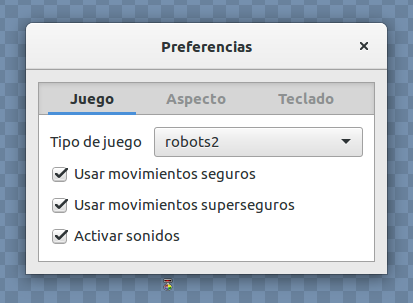 Preferencias
Juego Aspecto Teclado
Tipo de juego robots2
Usar movimientos seguros
Usar movimientos superseguros
Activar sonidos